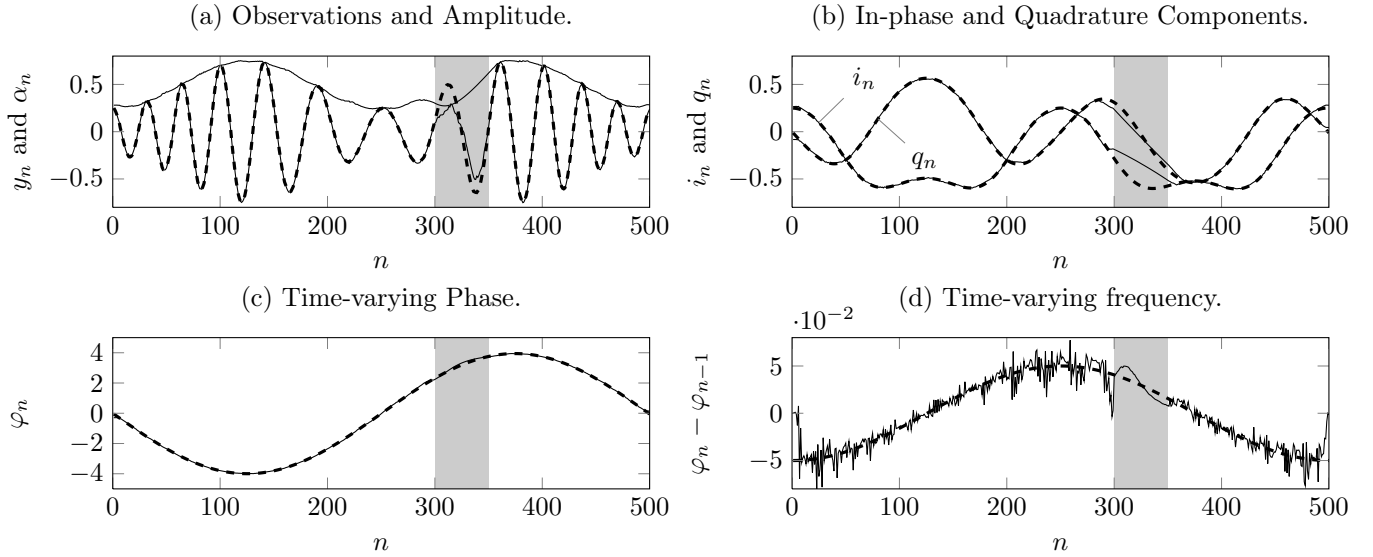 (a) Observations and Amplitude.
y_n and α_n
0.5
0
−0.5
0 100 200 300 400 500
n
(b) In-phase and Quadrature Components.
i_n and q_n
0.5
0
−0.5
i_n
q_n
0 100 200 300 400 500
n
(c) Time-varying Phase.
φ_n
4
2
0
−2
−4
0 100 200 300 400 500
n
(d) Time-varying frequency.
·10^−2
φ_n − φ_{n−1}
5
0
−5
0 100 200 300 400 500
n